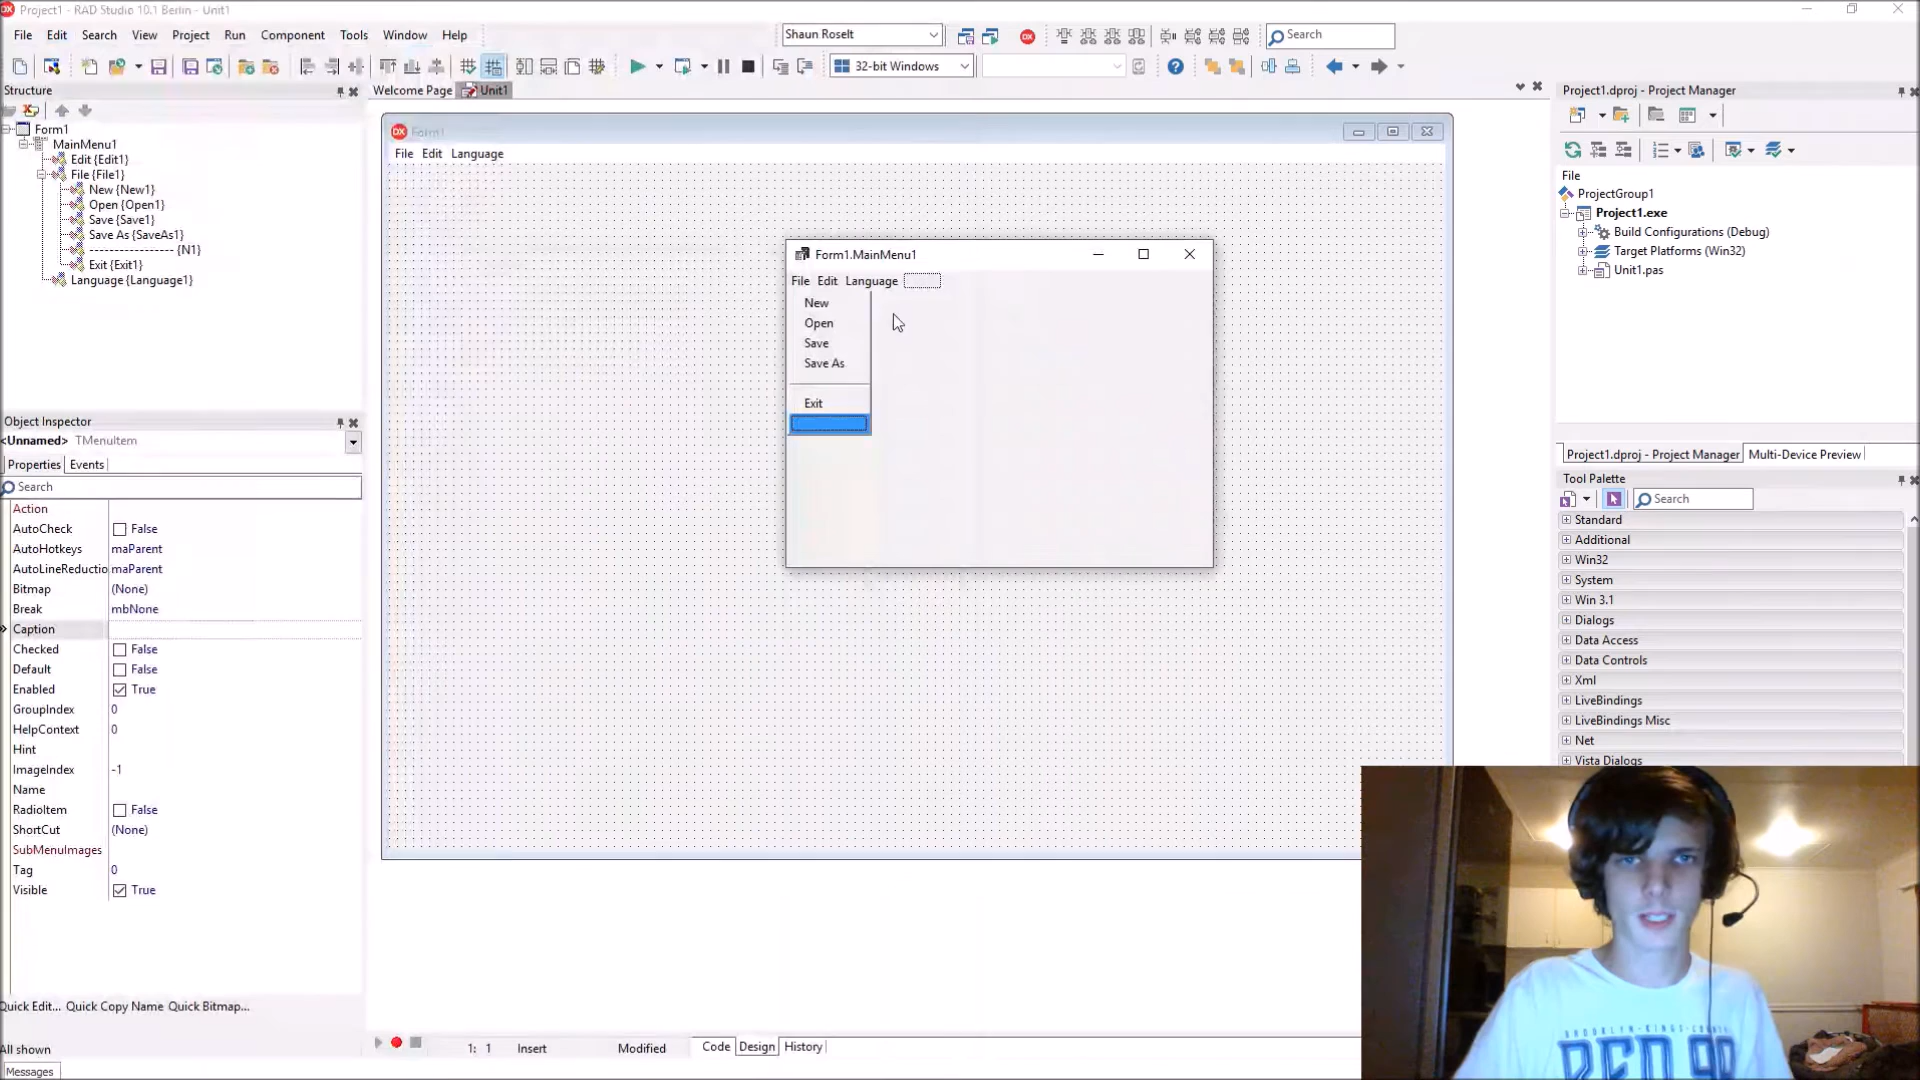 Project1 - RAD Studio 10.1 Berlin - Unit1
File Edit Search View Project Run Component Tools Window Help
Shaun Roselt
Search
32-bit Windows
Structure
Form1
MainMenu1
Edit {Edit1}
File {File1}
New {New1}
Open {Open1}
Save {Save1}
Save As {SaveAs1}
----------------- {N1}
Exit {Exit1}
Language {Language1}
Object Inspector
<Unnamed> TMenuItem
Properties Events
Search
Action
AutoCheck False
AutoHotkeys maParent
AutoLineReductio maParent
Bitmap (None)
Break mbNone
Caption
Checked False
Default False
Enabled True
GroupIndex 0
HelpContext 0
Hint
ImageIndex -1
Name
RadioItem False
ShortCut (None)
SubMenuImages
Tag 0
Visible True
Quick Edit... Quick Copy Name Quick Bitmap...
All shown
Messages
Welcome Page Unit1
Form1
File Edit Language
Form1.MainMenu1
File Edit Language
New
Open
Save
Save As
Exit
1: 1 Insert Modified Code Design History
Project1.dproj - Project Manager
File
ProjectGroup1
Project1.exe
Build Configurations (Debug)
Target Platforms (Win32)
Unit1.pas
Project1.dproj - Project Manager Multi-Device Preview
Tool Palette
Search
Standard
Additional
Win32
System
Win 3.1
Dialogs
Data Access
Data Controls
Xml
LiveBindings
LiveBindings Misc
Net
Vista Dialogs
BROOKLYN-KINGS-COUNTY